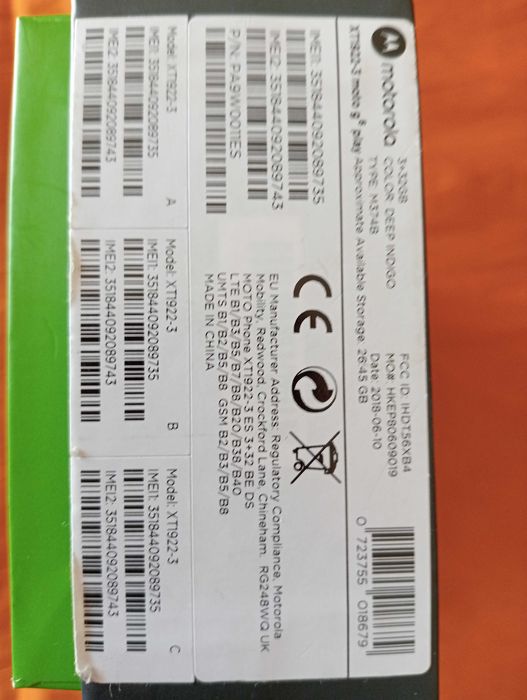 motorola
3+32GB
COLOR: DEEP INDIGO
TYPE: M374B
FCC ID: IHDT56XB4
MO#: HKEP80609019
Date: 2018-06-10
XT1922-3 moto g⁶ play Approximate Available Storage: 26.45 GB
0 723755 018679
IMEI1: 351844092089735
IMEI2: 351844092089743
P/N: PA9W0011ES
CE
EU Manufacturer Address: Regulatory Compliance, Motorola
Mobility, Redwood, Crockford Lane, Chineham. RG248WQ UK
MOTO Phone XT1922-3 ES 3+32 BE DS
LTE B1/B3/B5/B7/B8/B20/B38/B40
UMTS B1/B2/B5/B8 GSM B2/B3/B5/B8
MADE IN CHINA
Model: XT1922-3 A
IMEI1: 351844092089735
IMEI2: 351844092089743
Model: XT1922-3 B
IMEI1: 351844092089735
IMEI2: 351844092089743
Model: XT1922-3 C
IMEI1: 351844092089735
IMEI2: 351844092089743